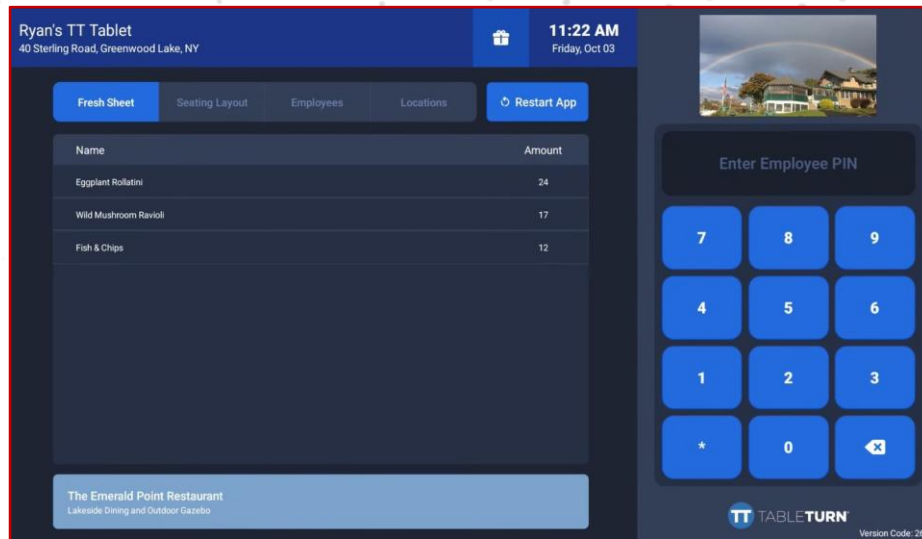 Ryan's TT Tablet
40 Sterling Road, Greenwood Lake, NY
11:22 AM
Friday, Oct 03
Fresh Sheet
Seating Layout
Employees
Locations
Restart App
Name Amount
Eggplant Rollatini 24
Wild Mushroom Ravioli 17
Fish & Chips 12
The Emerald Point Restaurant
Lakeside Dining and Outdoor Gazebo
Enter Employee PIN
7 8 9
4 5 6
1 2 3
* 0
TT TABLETURN
Version Code: